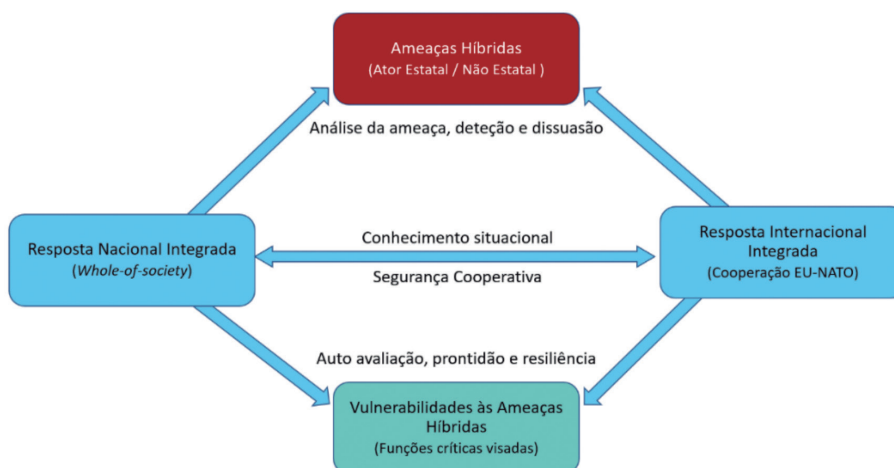 Ameaças Híbridas
(Ator Estatal / Não Estatal )
Análise da ameaça, deteção e dissuasão
Resposta Nacional Integrada
(Whole-of-society)
Conhecimento situacional
Segurança Cooperativa
Resposta Internacional
Integrada
(Cooperação EU-NATO)
Auto avaliação, prontidão e resiliência
Vulnerabilidades às Ameaças
Híbridas
(Funções críticas visadas)